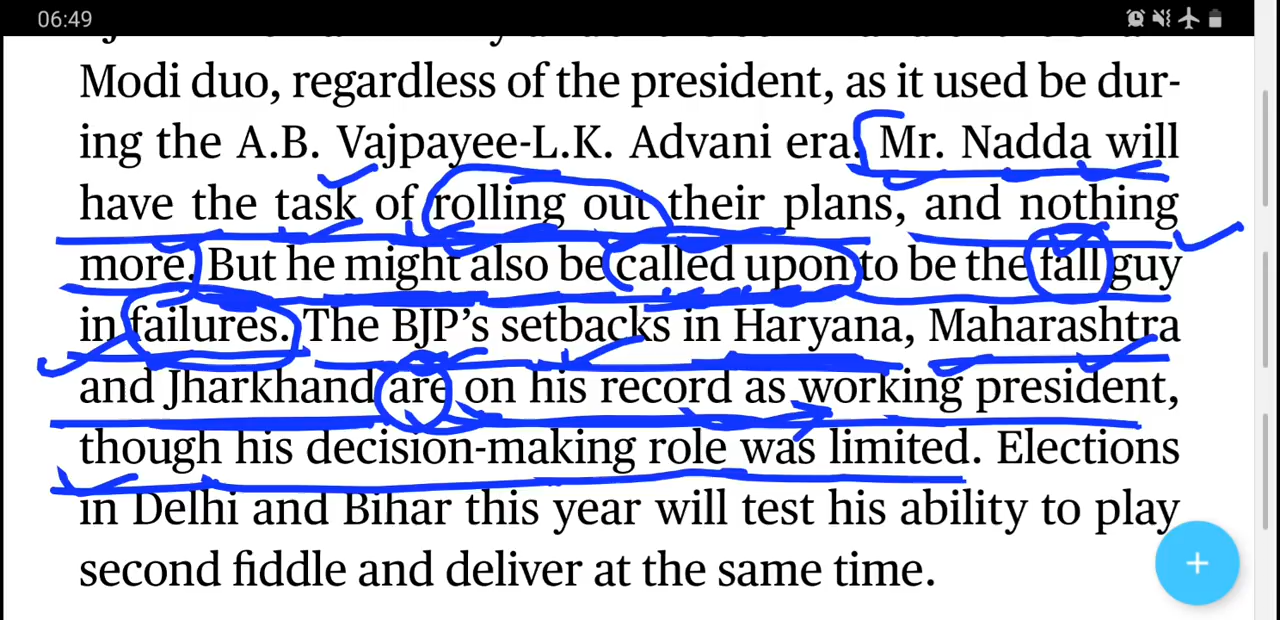 06:49
Modi duo, regardless of the president, as it used be dur-
ing the A.B. Vajpayee-L.K. Advani era. Mr. Nadda will
have the task of rolling out their plans, and nothing
more. But he might also be called upon to be the fall guy
in failures. The BJP's setbacks in Haryana, Maharashtra
and Jharkhand are on his record as working president,
though his decision-making role was limited. Elections
in Delhi and Bihar this year will test his ability to play
second fiddle and deliver at the same time.